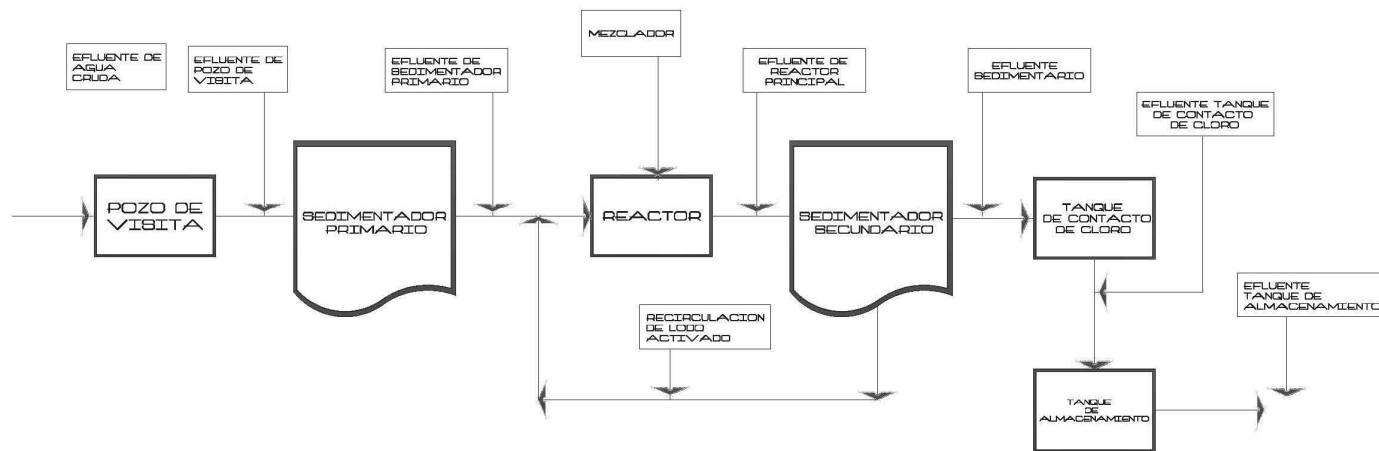 MEZCLADOR
EFLUENTE DE
AGUA
CRUDA
EFLUENTE DE
POZO DE
VISITA
EFLUENTE DE
SEDIMENTADOR
PRIMARIO
EFLUENTE DE
REACTOR
PRINCIPAL
EFLUENTE
SEDIMENTARIO
EFLUENTE TANQUE
DE CONTACTO
DE CLORO
POZO DE
VISITA
SEDIMENTADOR
PRIMARIO
REACTOR
SEDIMENTADOR
SECUNDARIO
TANQUE
DE CONTACTO
DE CLORO
RECIRCULACION
DE LODO
ACTIVADO
EFLUENTE
TANQUE DE
ALMACENAMIENTO
TANQUE
DE
ALMACENAMIENTO